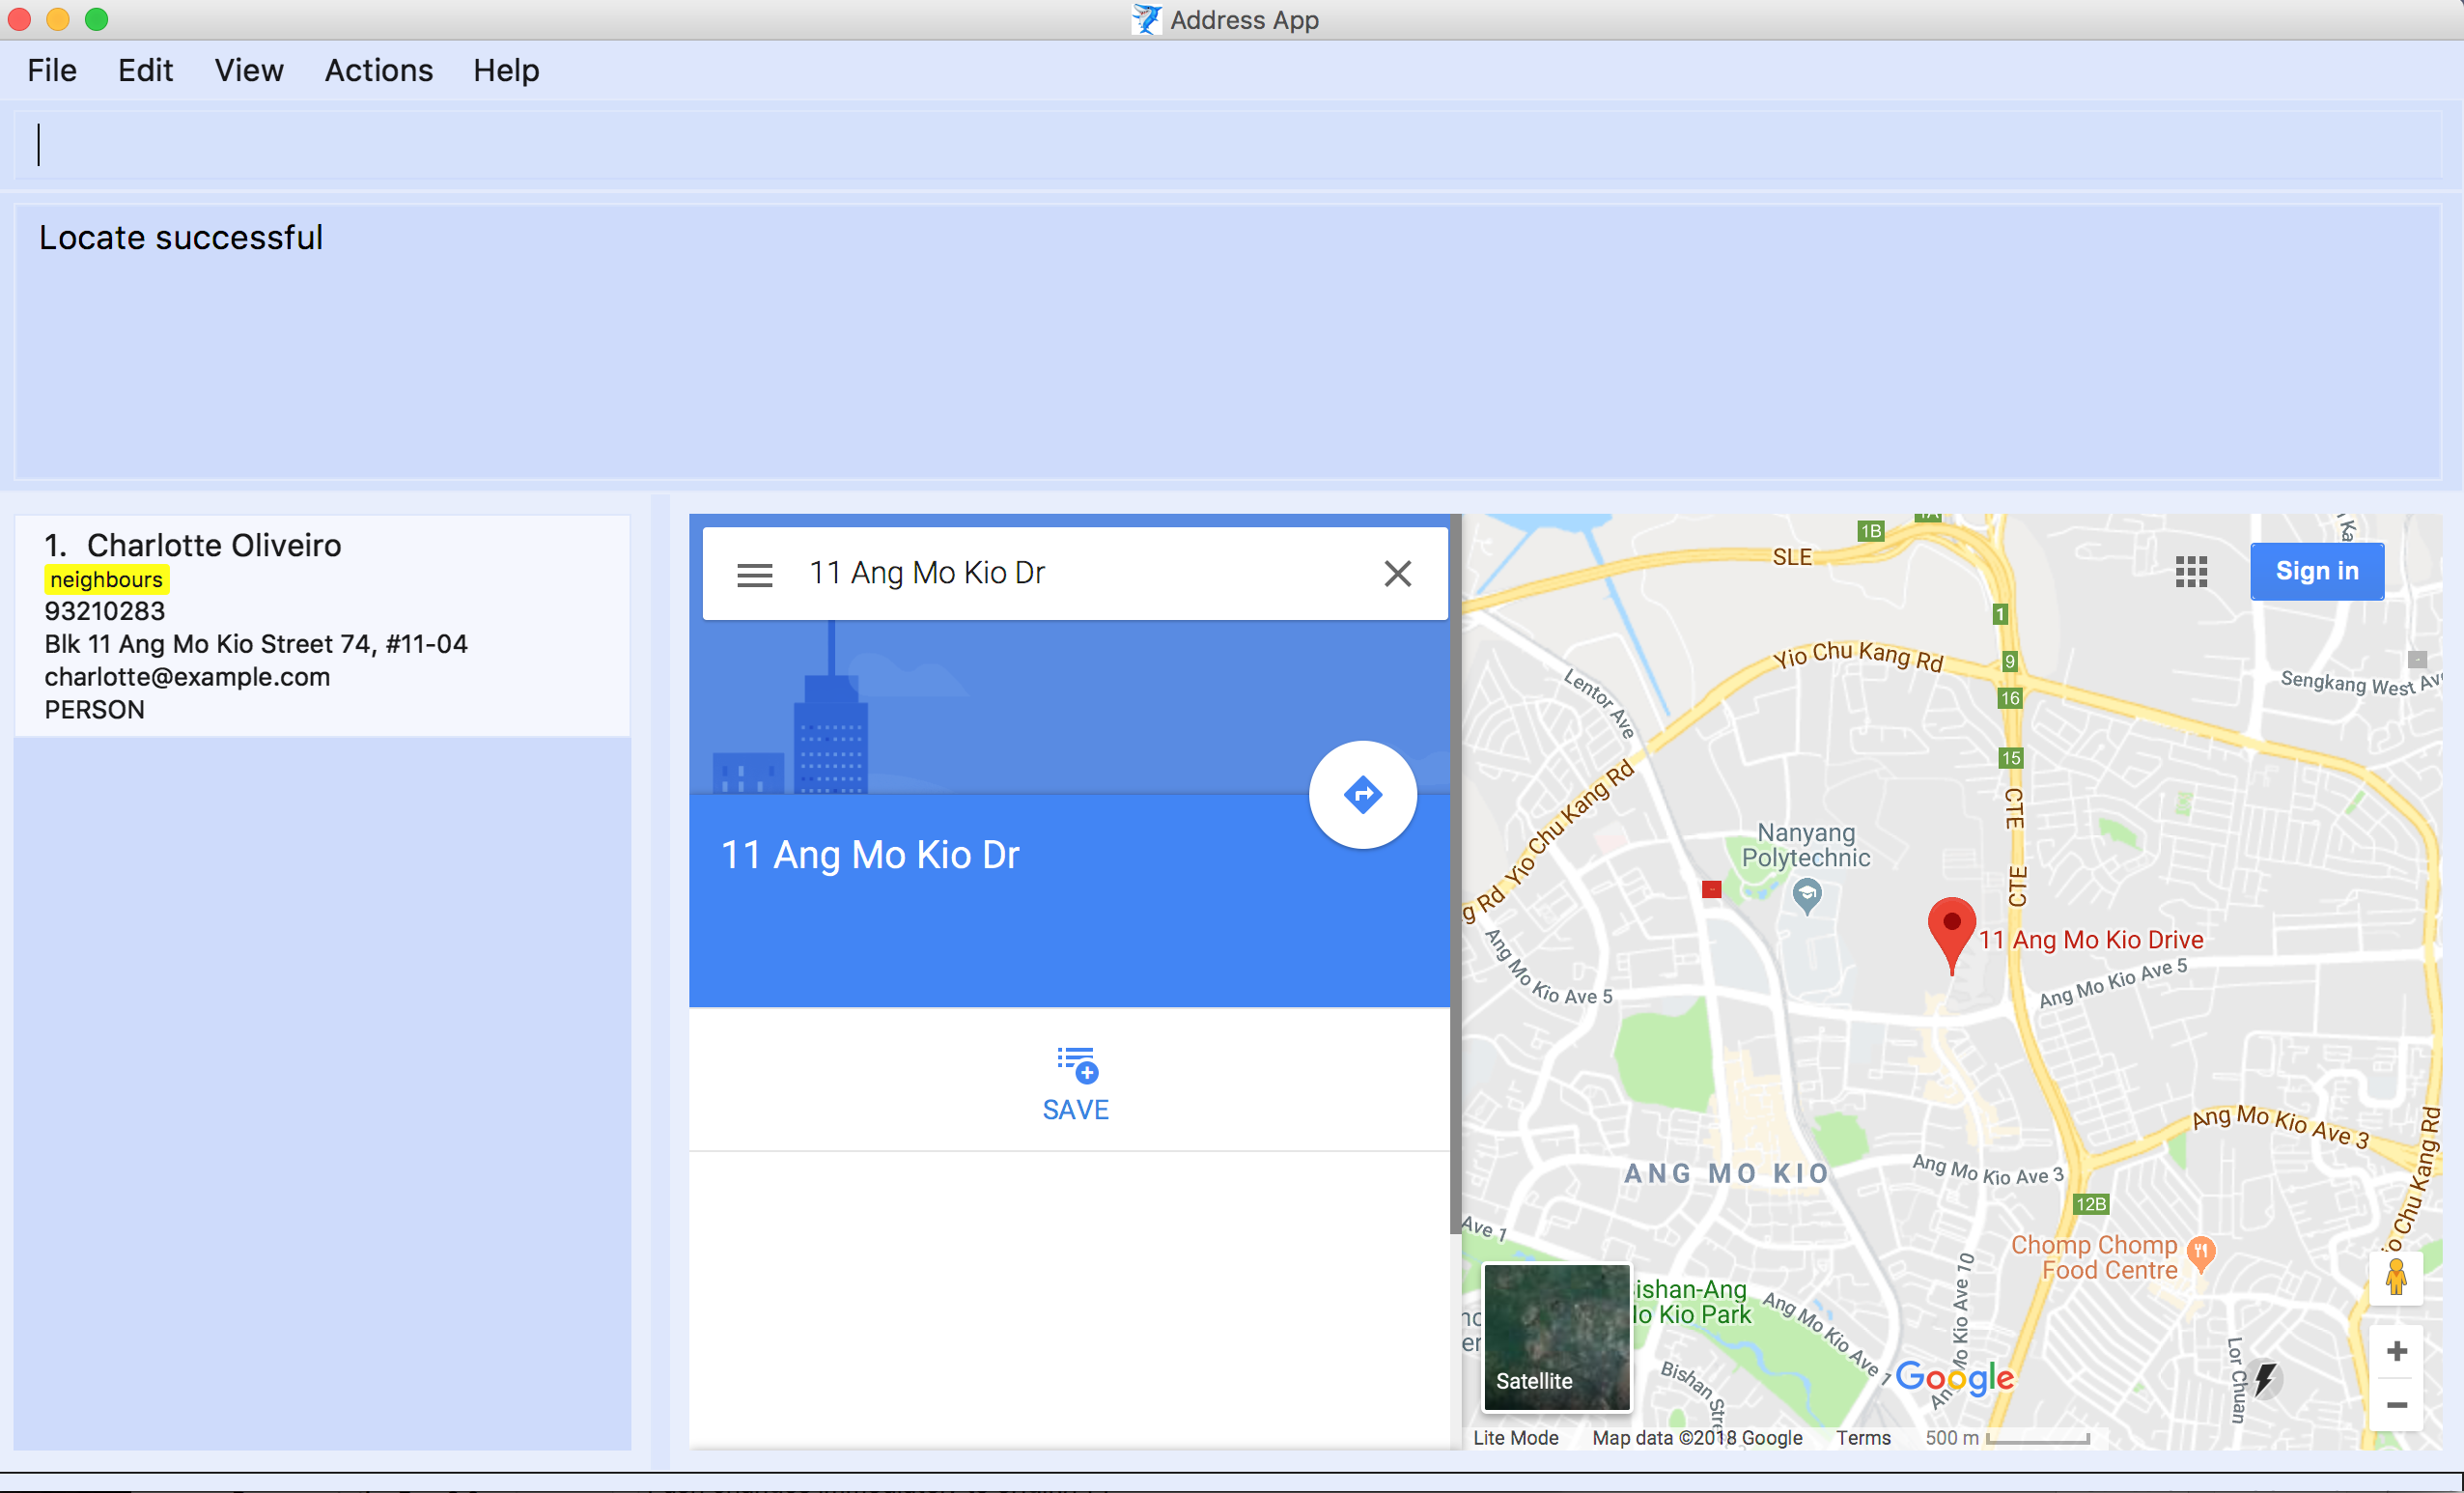 Address App
File Edit View Actions Help
Locate successful
1. Charlotte Oliveiro
neighbours
93210283
Blk 11 Ang Mo Kio Street 74, #11-04
charlotte@example.com
PERSON
11 Ang Mo Kio Dr
11 Ang Mo Kio Dr
SAVE
1B
1A
SLE
Sign in
1
Yio Chu Kang Rd
9
16
Sengkang West Av
Lentor Ave
15
CTE
Yio Chu Kang Rd
g Rd
Nanyang
Polytechnic
CTE
11 Ang Mo Kio Drive
Ang Mo Kio Ave 5
Ang Mo Kio Ave 5
Ang Mo Kio Ave 3
ANG MO KIO
Ang Mo Kio Ave 3
12B
o Chu Kang Rd
Ave 1
Chomp Chomp
Food Centre
ishan-Ang
lo Kio Park
Ang Mo Kio Ave 1
Mo Kio Ave 10
An
Bishan Stre
Lor Chuan
Satellite
Google
Lite Mode Map data ©2018 Google Terms 500 m